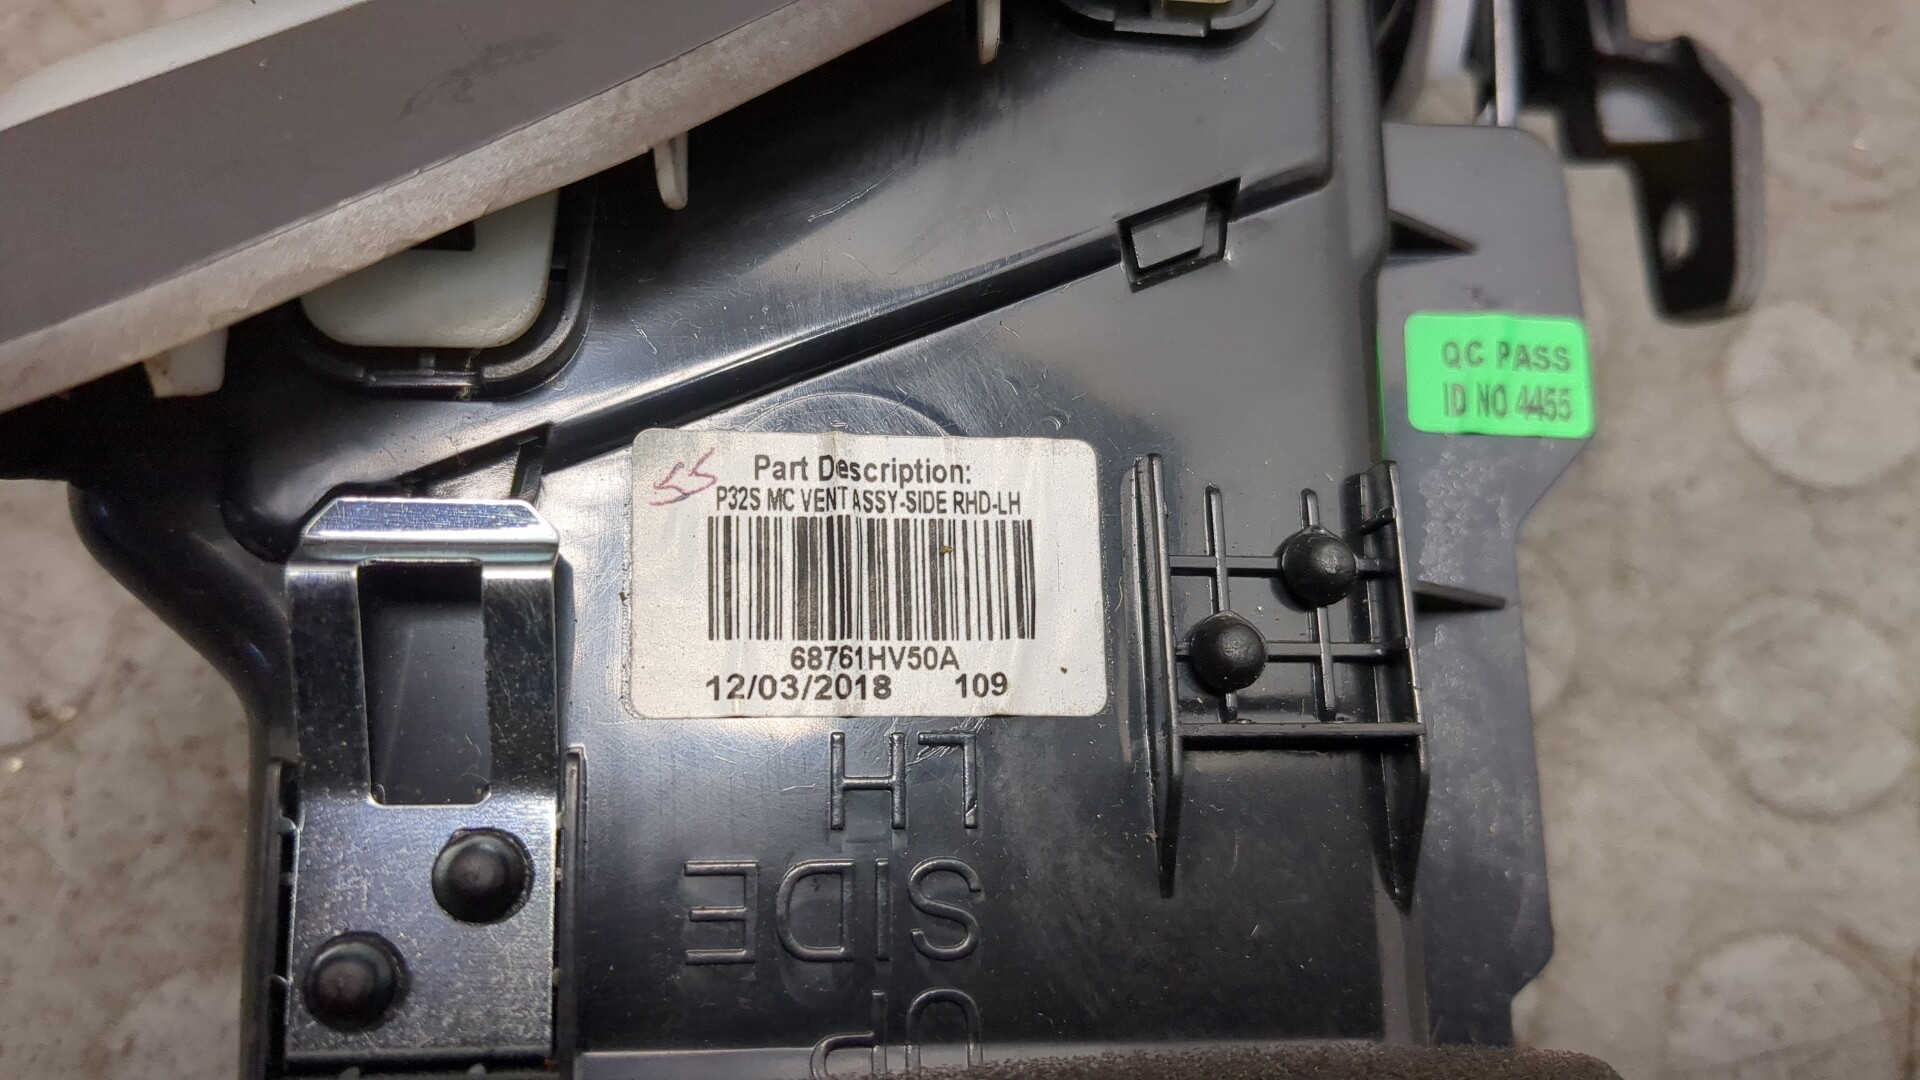 QC PASS
ID NO 4455
55
Part Description:
P32S MC VENT ASSY-SIDE RHD-LH
68761HV50A
12/03/2018 109
LH
SIDE
UP